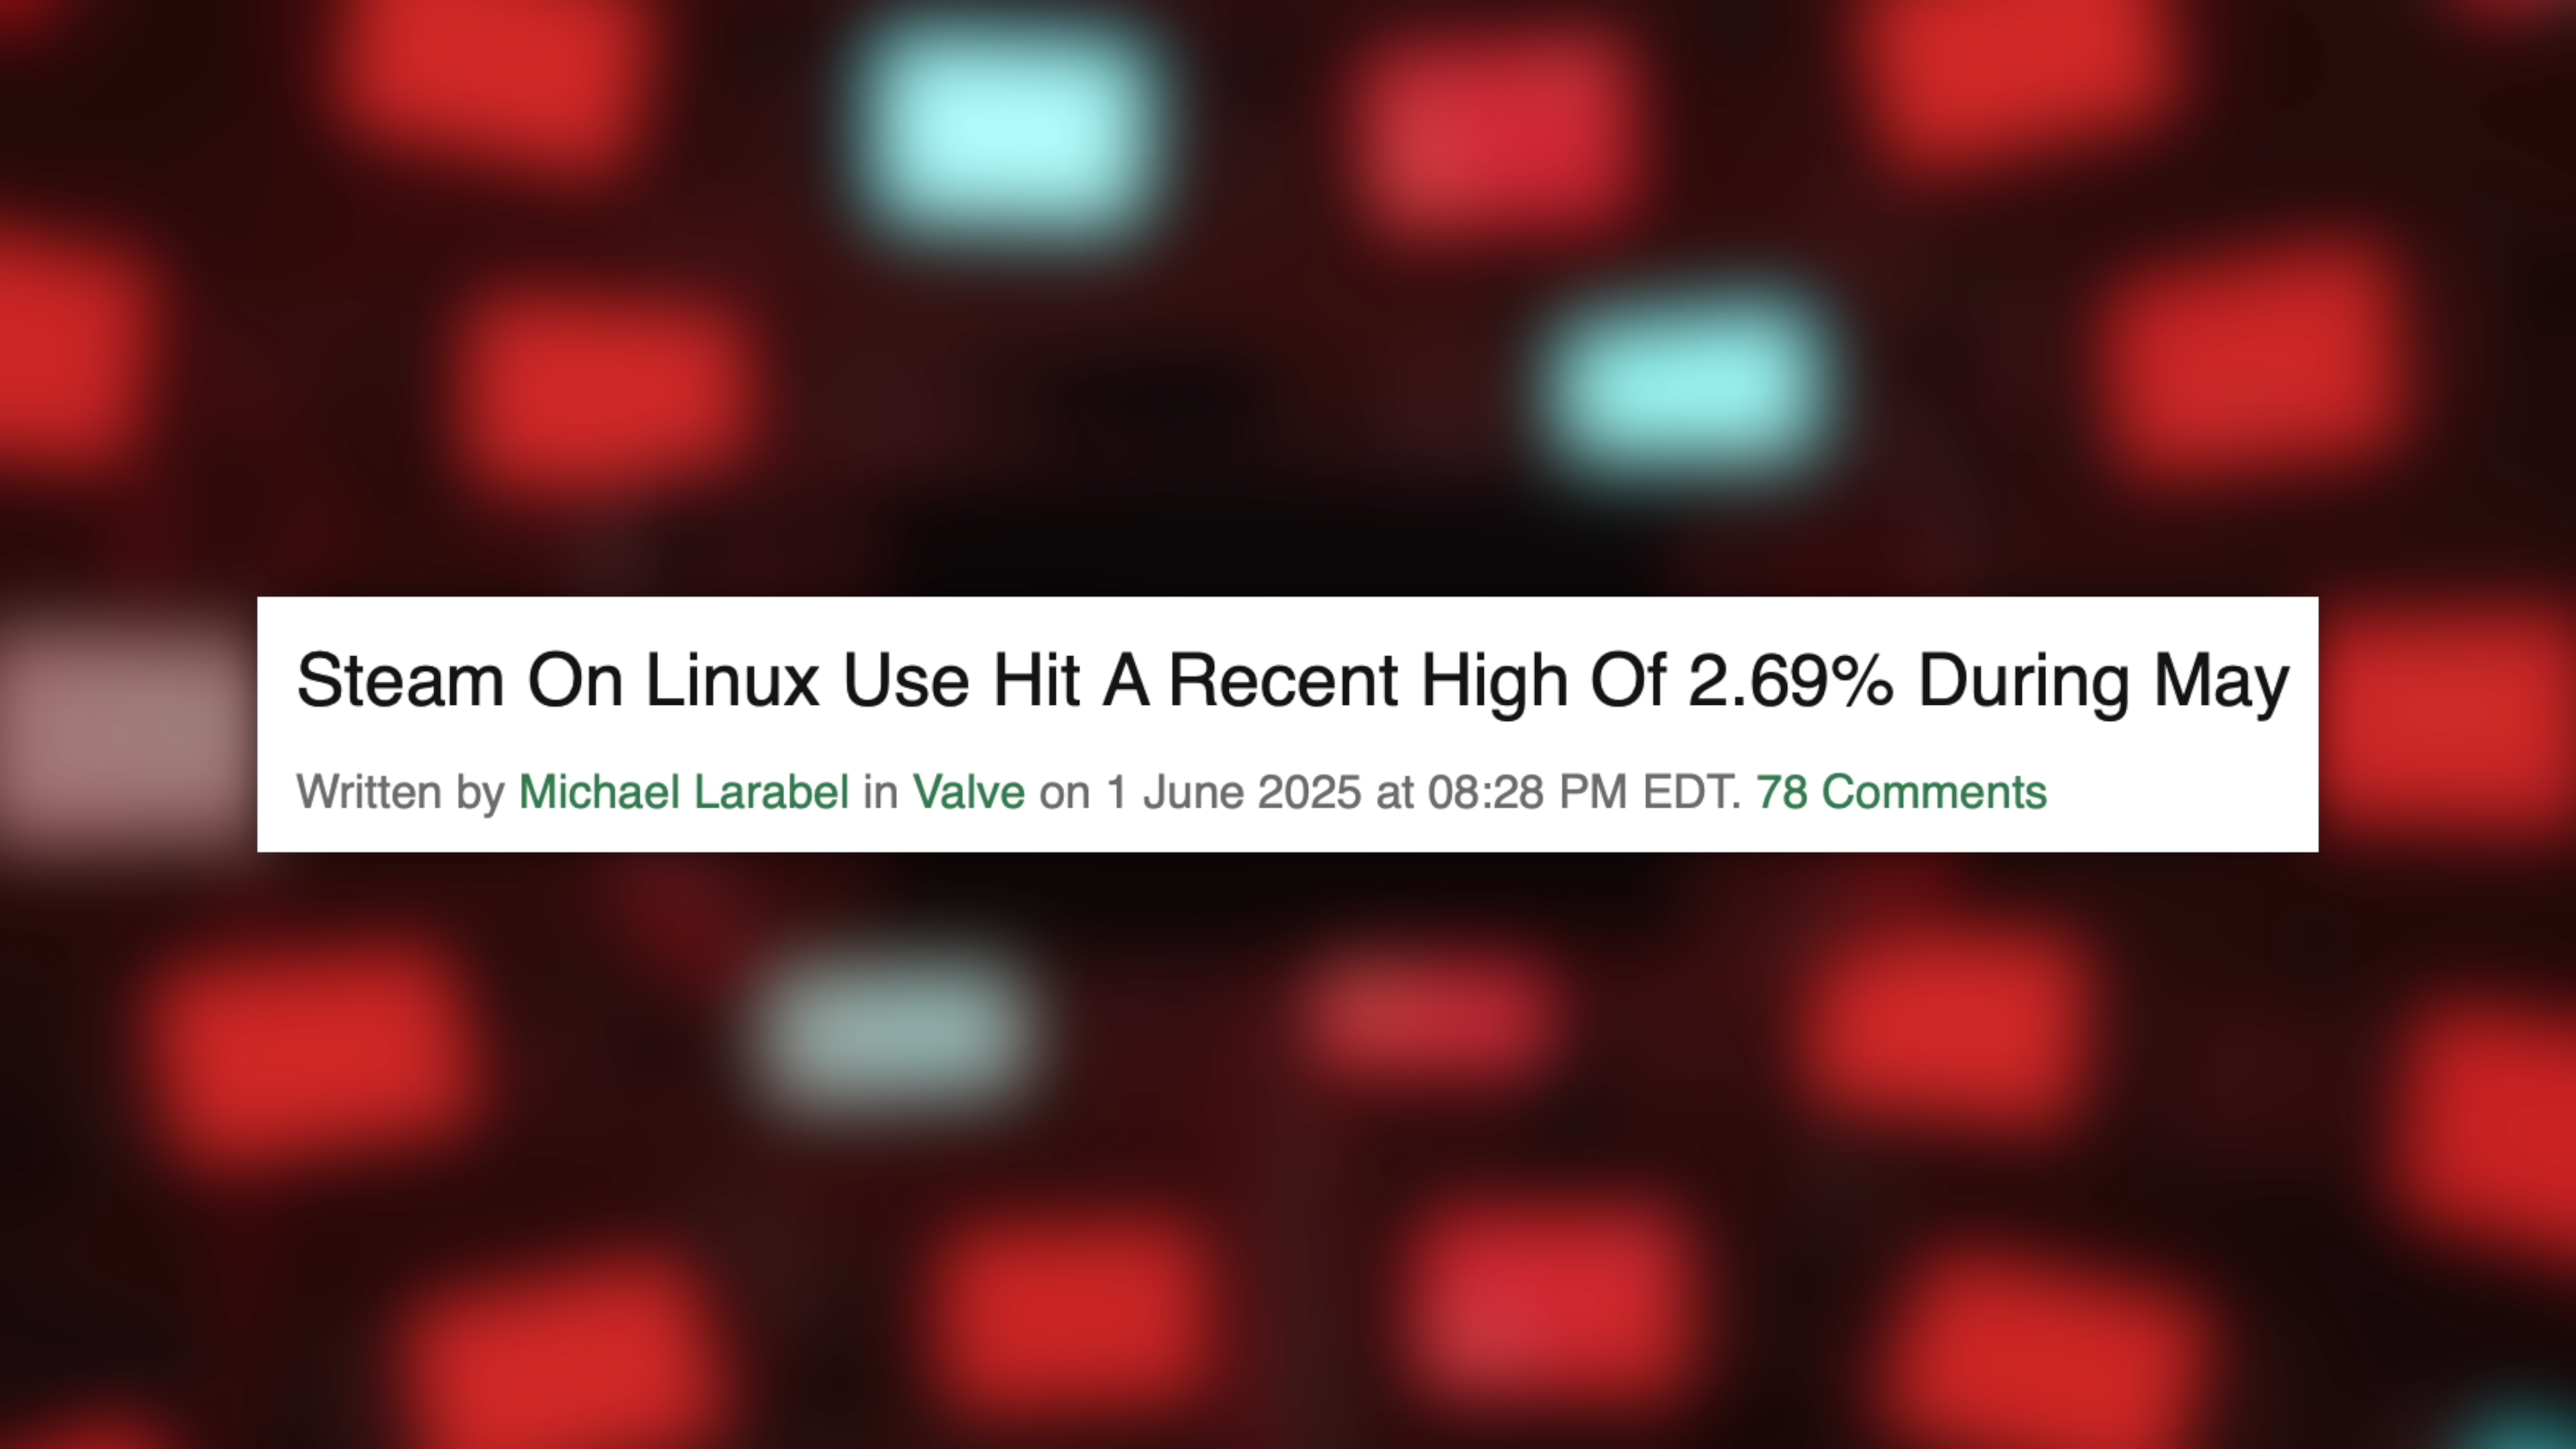 Steam On Linux Use Hit A Recent High Of 2.69% During May
Written by Michael Larabel in Valve on 1 June 2025 at 08:28 PM EDT. 78 Comments